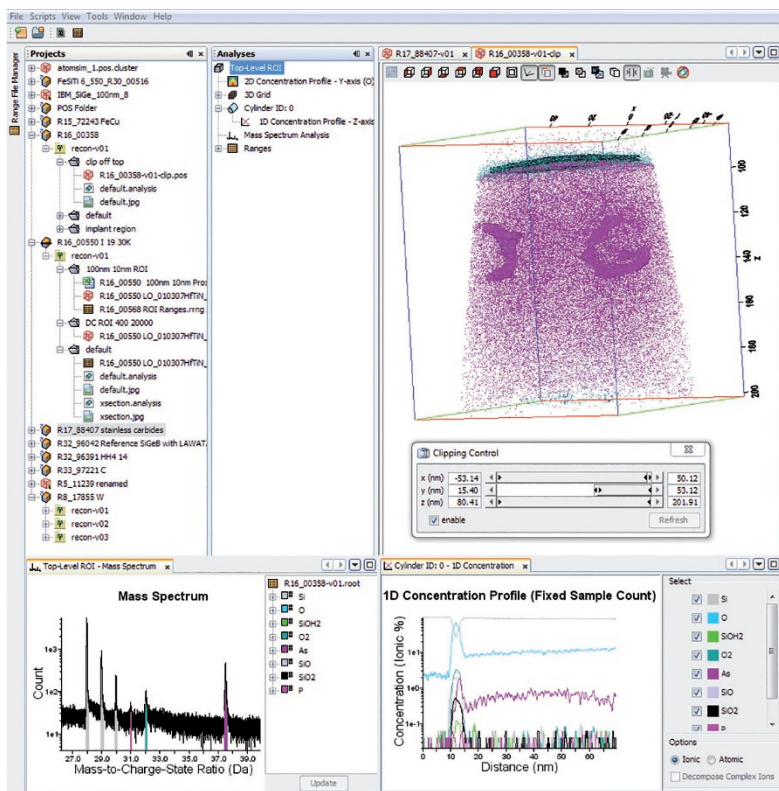 File Scripts View Tools Window Help
Range File Manager
Projects
atomsim_1.pos.cluster
FeSiTi 6_550_R30_00516
IBM_SiGe_100nm_8
POS Folder
R15_72243 FeCu
R16_00358
recon-v01
clip off top
R16_00358-v01-clip.pos
default.analysis
default.jpg
default
implant region
R16_00550 I 19 30K
recon-v01
100nm 10nm ROI
R16_00550 100nm 10nm Pro
R16_00550 LO_010307HfTiN_
R16_00568 ROI Ranges.rrng
DC ROI 400 20000
R16_00550 LO_010307HfTiN_
default
R16_00550 LO_010307HfTiN_
default.analysis
default.jpg
xsection.analysis
xsection.jpg
R17_88407 stainless carbides
R32_96042 Reference SiGeB with LAWATA
R32_96391 HH4 14
R33_97221 C
R5_11239 renamed
R8_17855 W
recon-v01
recon-v02
recon-v03
Analyses
Top-Level ROI
2D Concentration Profile - Y-axis (O)
3D Grid
Cylinder ID: 0
1D Concentration Profile - Z-axis
Mass Spectrum Analysis
Ranges
R17_88407-v01
R16_00358-v01-clip
x
100
120
140
z
160
180
200
Clipping Control
x (nm) -53.14 50.12
y (nm) 15.40 53.12
z (nm) 80.41 201.91
enable
Refresh
Top-Level ROI - Mass Spectrum
Mass Spectrum
Count
1e3
1e2
1e1
27.0 29.0 31.0 33.0 35.0 37.0 39.0
Mass-to-Charge-State Ratio (Da)
R16_00358-v01.root
Si
O
SiOH2
O2
As
SiO
SiO2
P
Update
Cylinder ID: 0 - 1D Concentration
1D Concentration Profile (Fixed Sample Count)
Concentration (Ionic %)
1e1
1e0
1e-1
0 10 20 30 40 50 60
Distance (nm)
Select
Si
O
SiOH2
O2
As
SiO
SiO2
P
Options
Ionic Atomic
Decompose Complex Ions